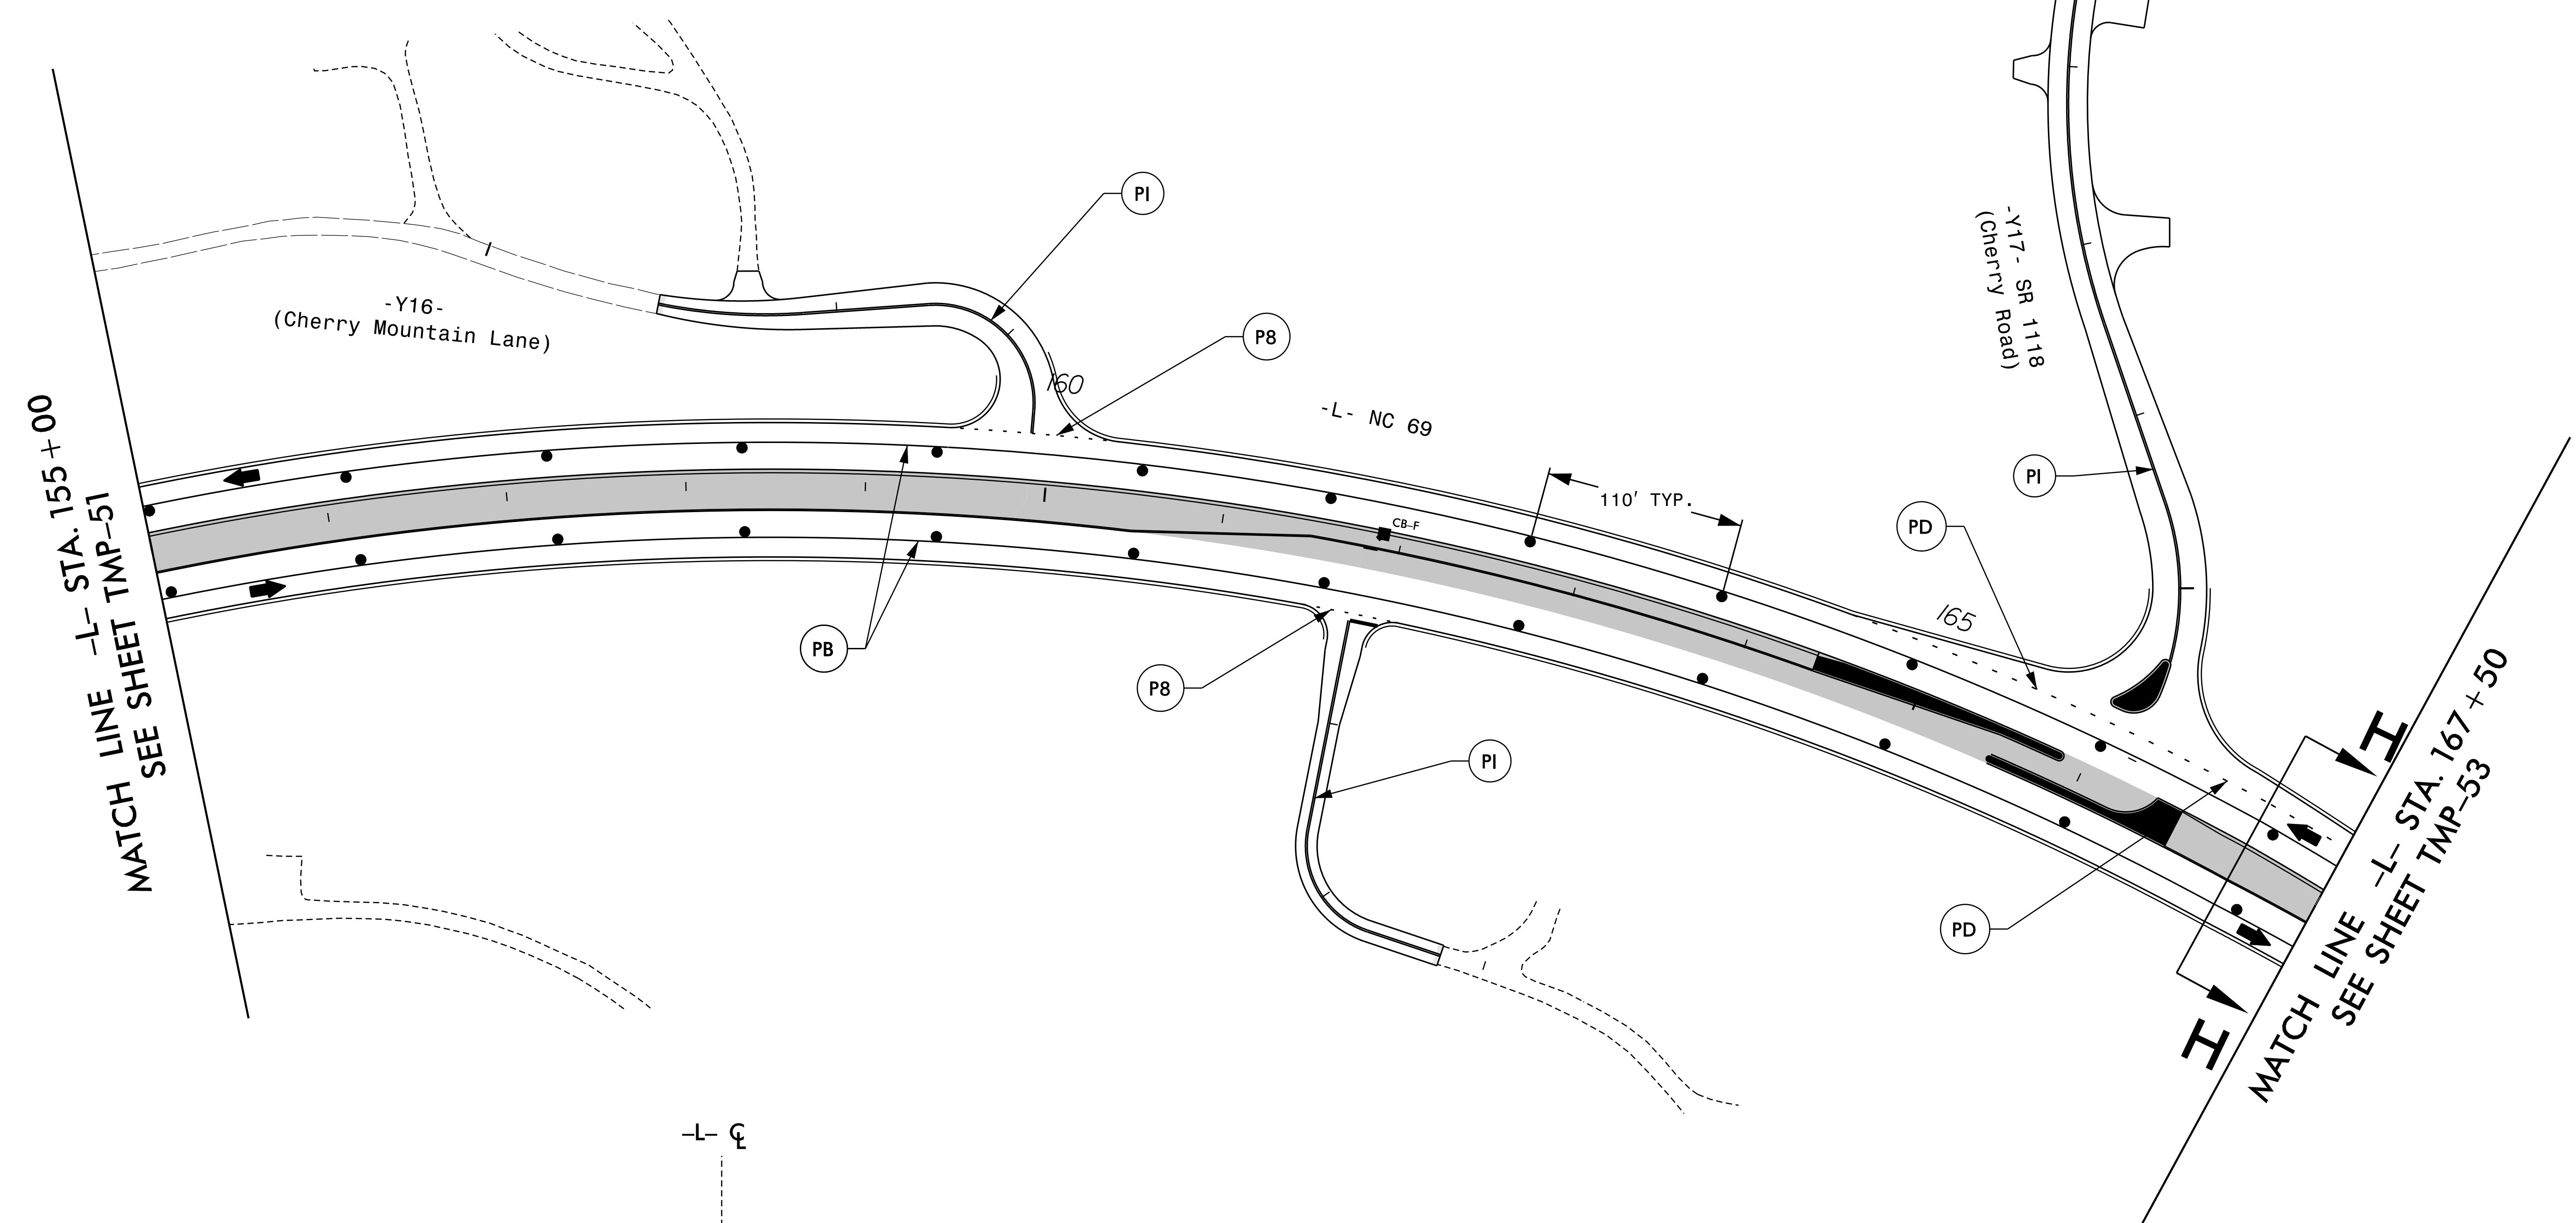 MATCH LINE -L- STA. 155+00
SEE SHEET TMP-51
-Y16-
(Cherry Mountain Lane)
PI
P8
160
-L- NC 69
110' TYP.
CB-F
PB
P8
PI
-Y17- SR 1118
(Cherry Road)
PI
PD
165
PD
H
H
MATCH LINE -L- STA. 167+50
SEE SHEET TMP-53
-L- ℄